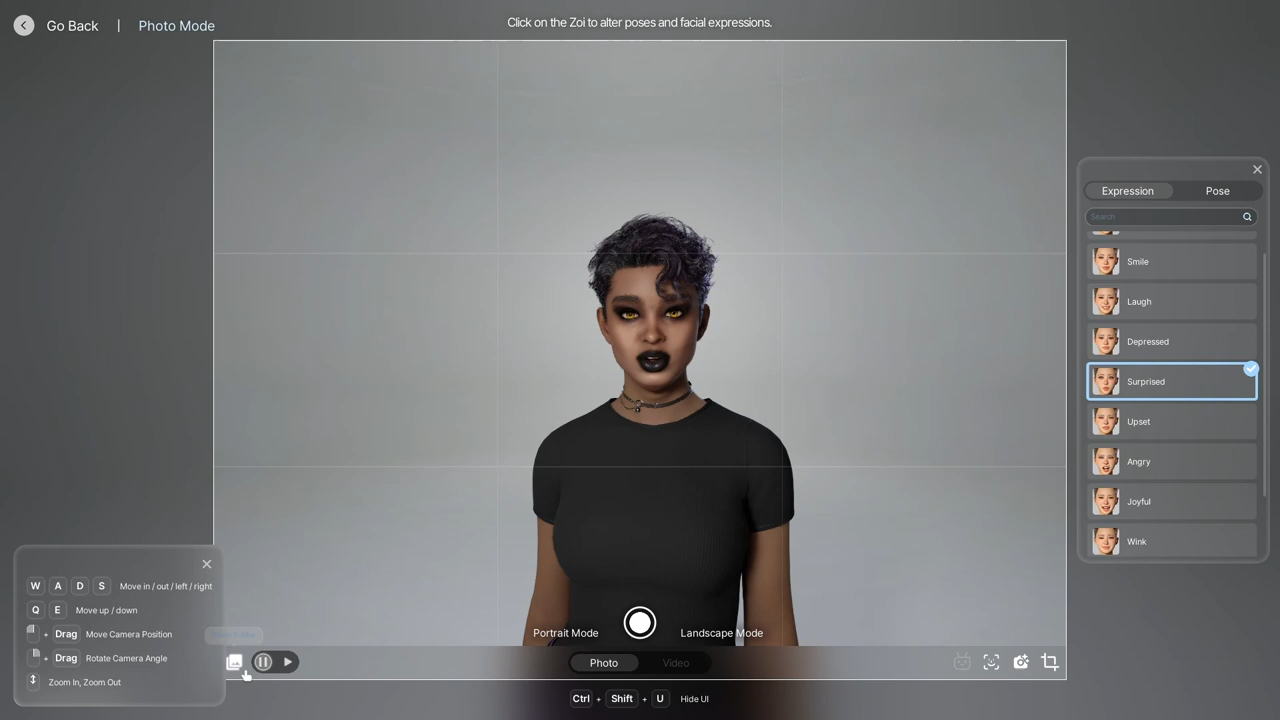 Go Back | Photo Mode
Click on the Zoi to alter poses and facial expressions.
Expression Pose
Search
Smile
Laugh
Depressed
Surprised
Upset
Angry
Joyful
Wink
W A D S Move in / out / left / right
Q E Move up / down
+ Drag Move Camera Position
+ Drag Rotate Camera Angle
Zoom In, Zoom Out
Portrait Mode Landscape Mode
Photo Video
Ctrl + Shift + U Hide UI